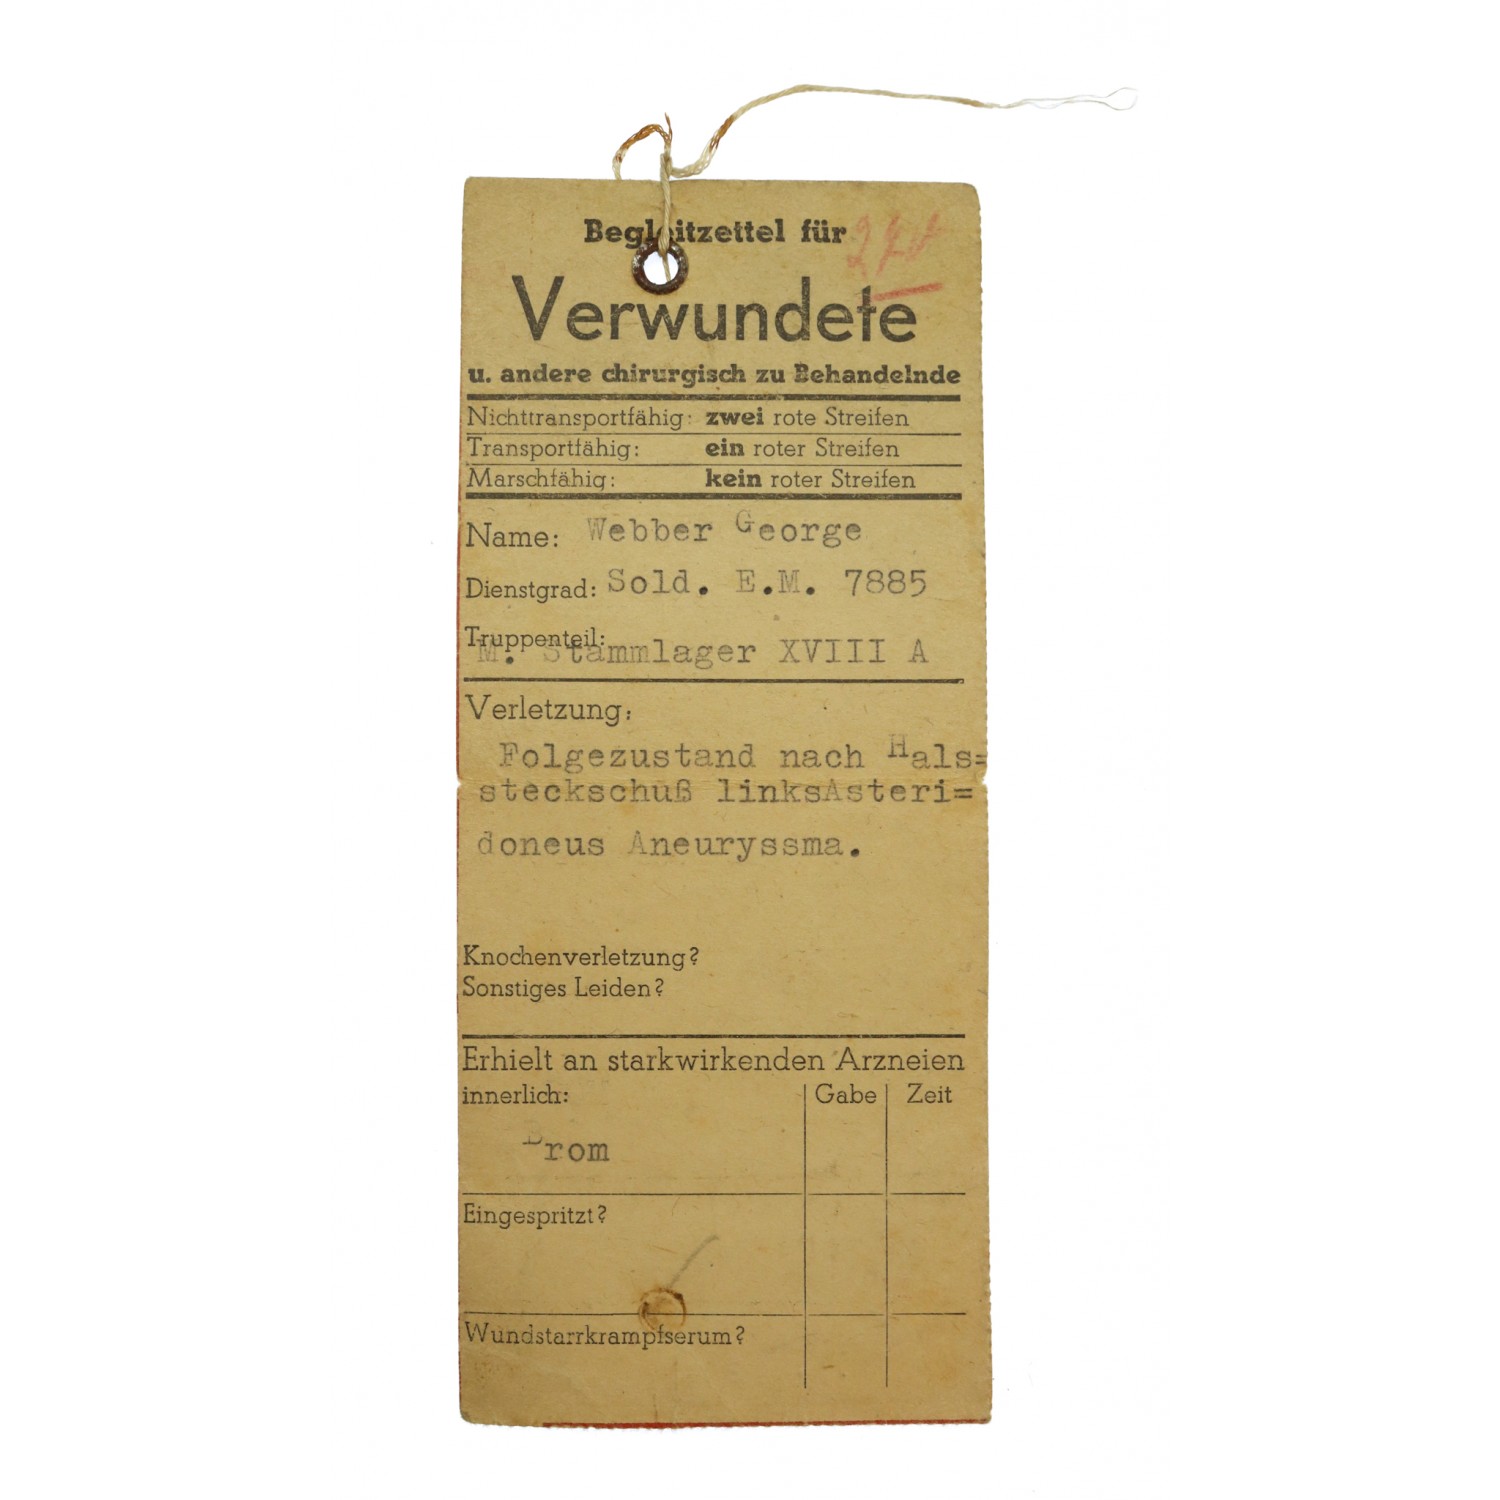 Begleitzettel für
Verwundete
u. andere chirurgisch zu Behandelnde
Nichttransportfähig: zwei rote Streifen
Transportfähig: ein roter Streifen
Marschfähig: kein roter Streifen
Name: Webber George
Dienstgrad: Sold. E.M. 7885
Truppenteil:
M. Stammlager XVIII A
Verletzung:
Folgezustand nach Hals=
steckschuß linksAsteri=
doneus Aneuryssma.
Knochenverletzung?
Sonstiges Leiden?
Erhielt an starkwirkenden Arzneien
innerlich: Gabe Zeit
Brom
Eingespritzt?
Wundstarrkrampfserum?